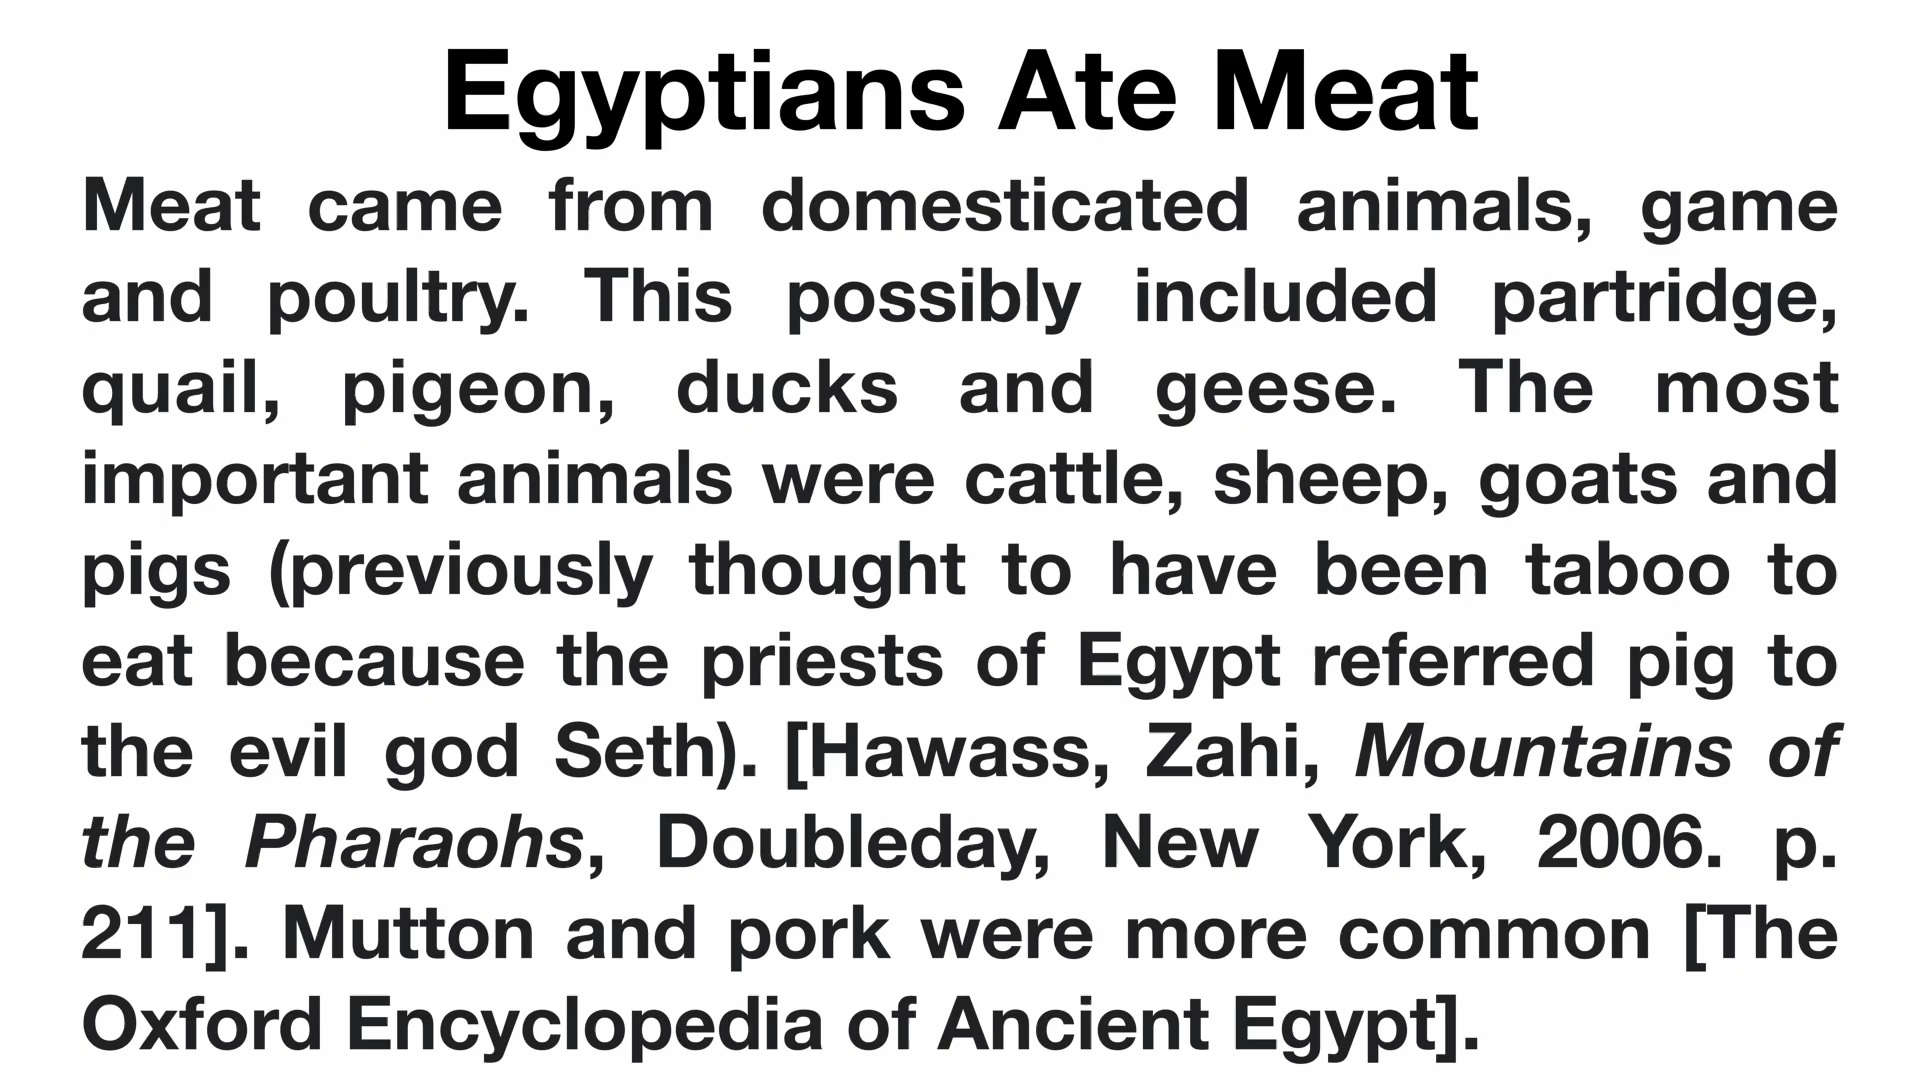 Egyptians Ate Meat
Meat came from domesticated animals, game
and poultry. This possibly included partridge,
quail, pigeon, ducks and geese. The most
important animals were cattle, sheep, goats and
pigs (previously thought to have been taboo to
eat because the priests of Egypt referred pig to
the evil god Seth). [Hawass, Zahi, Mountains of
the Pharaohs, Doubleday, New York, 2006. p.
211]. Mutton and pork were more common [The
Oxford Encyclopedia of Ancient Egypt].